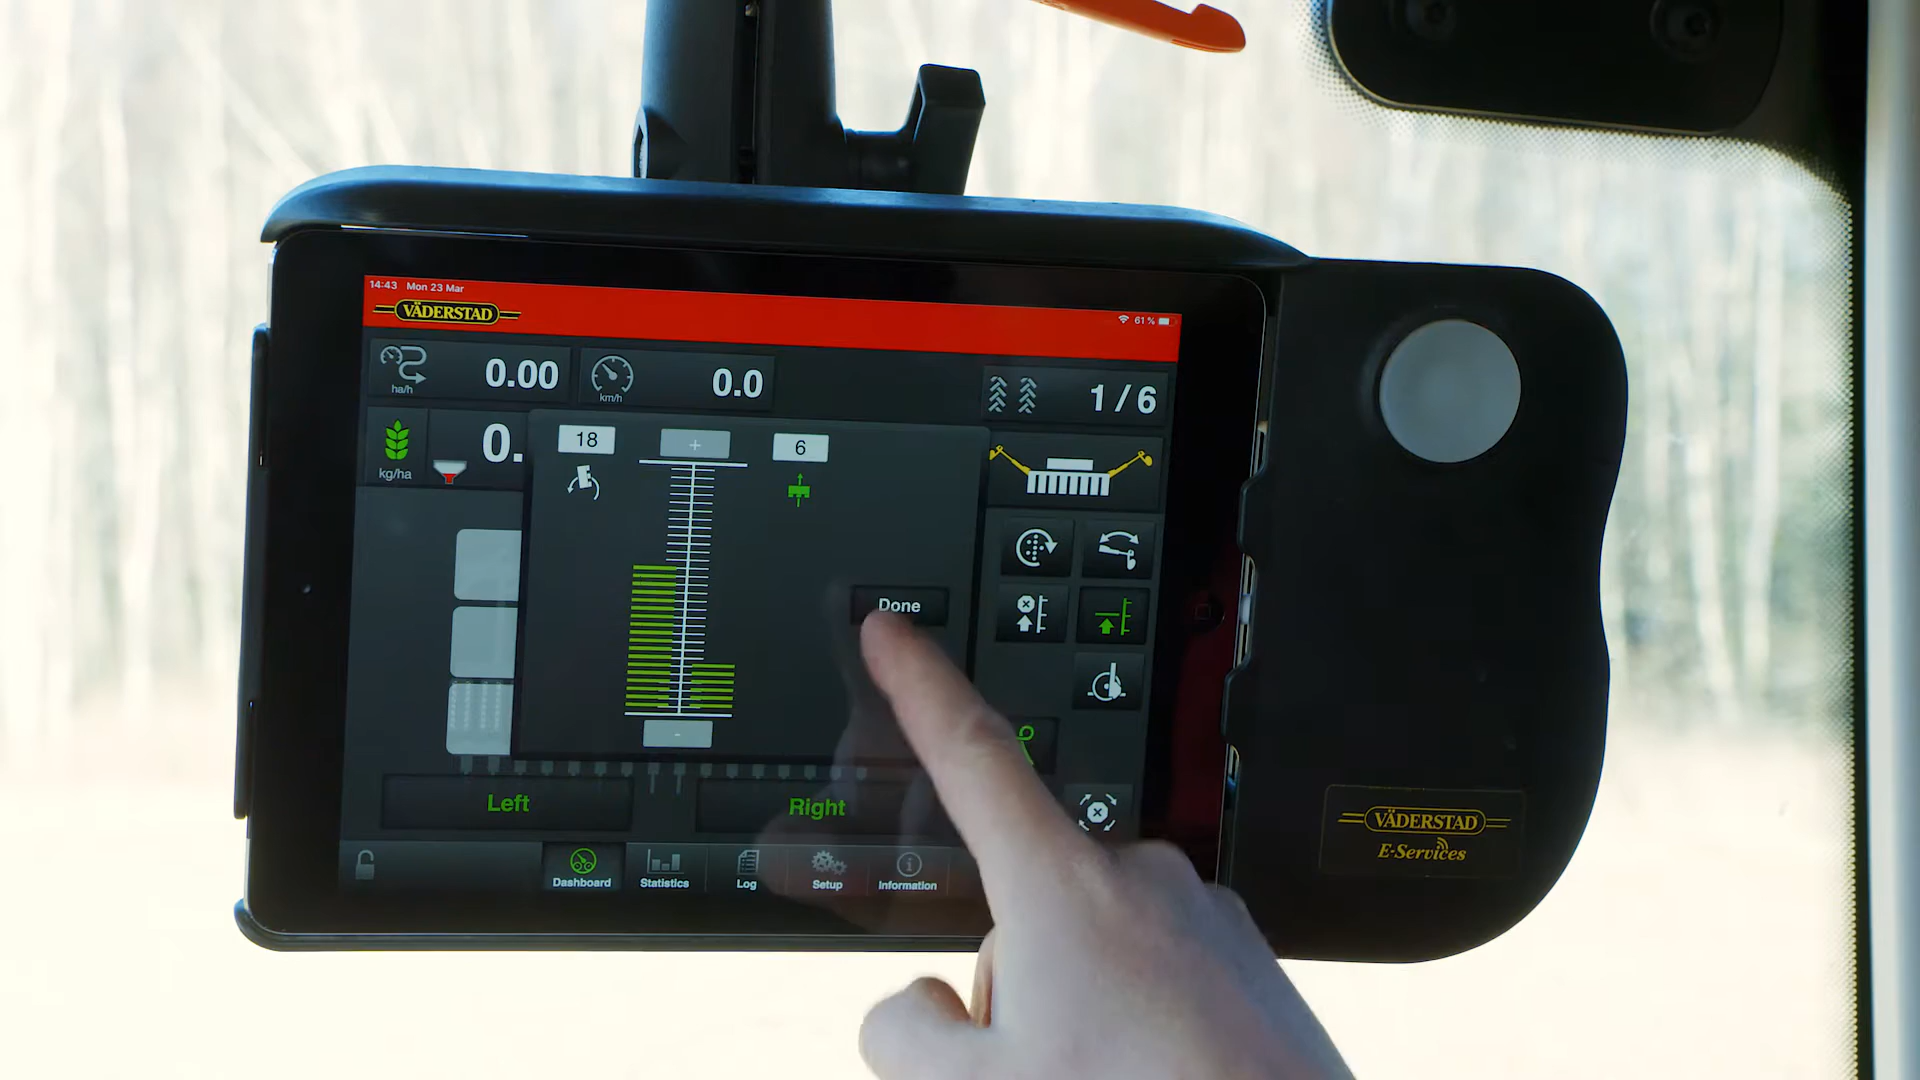 14:43 Mon 23 Mar
VÄDERSTAD
61 %
ha/h 0.00
km/h 0.0
1/6
kg/ha 0.
18 + 6
Done
-
Left Right
Dashboard Statistics Log Setup Information
VÄDERSTAD
E-Services